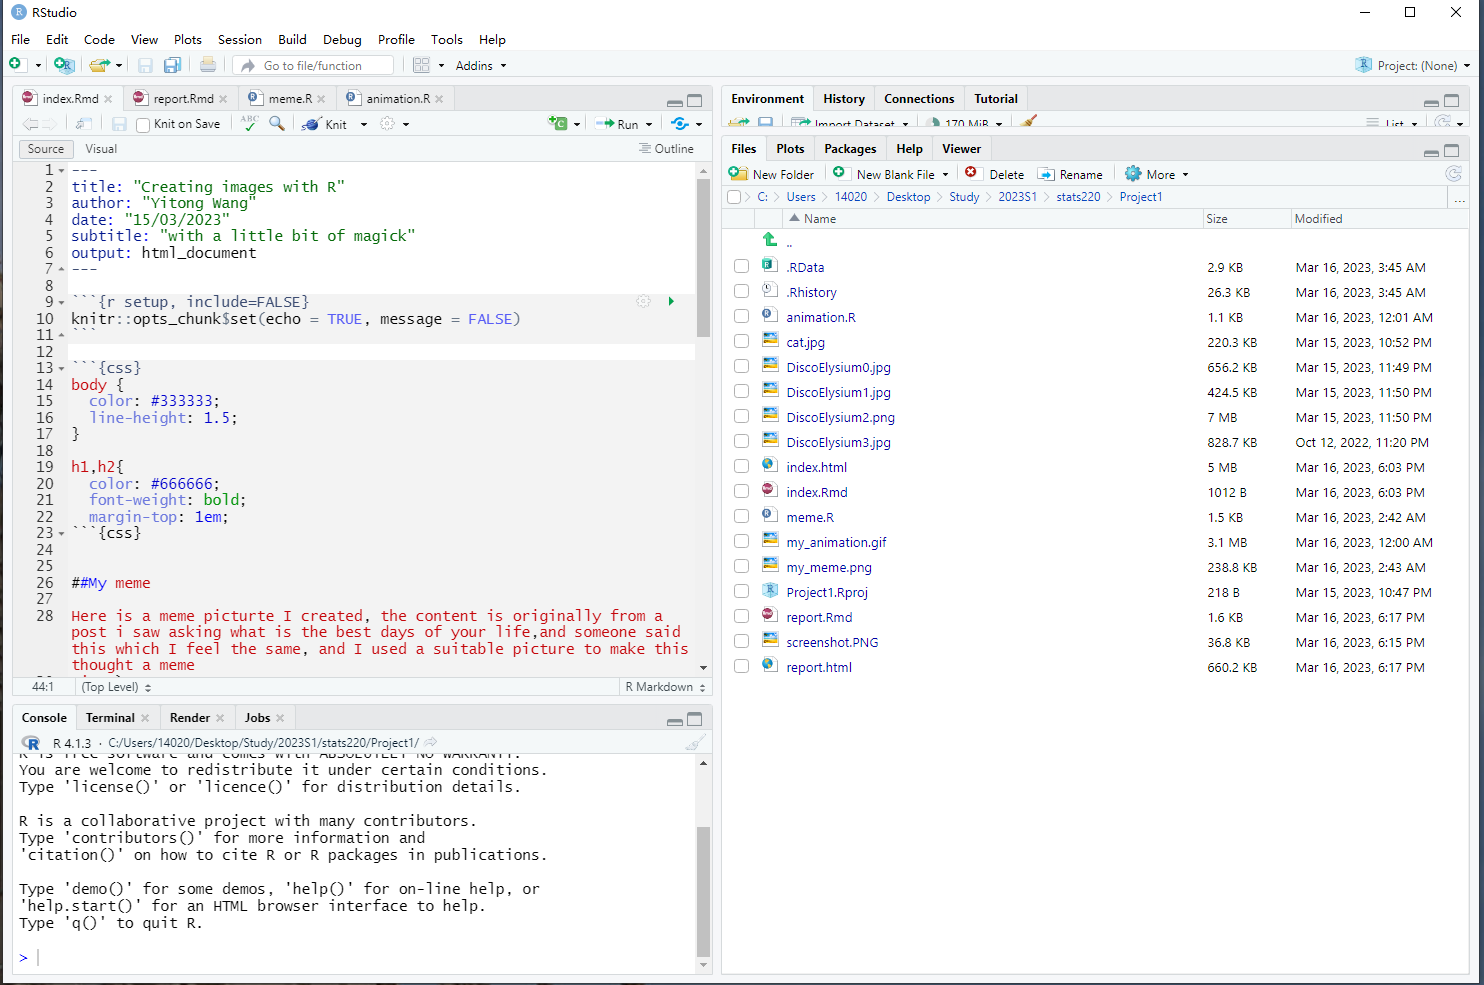 RStudio
File Edit Code View Plots Session Build Debug Profile Tools Help
Go to file/function Addins Project: (None)
index.Rmd report.Rmd meme.R animation.R
Knit on Save ABC Knit Run
Source Visual Outline
1 ---
2 title: "Creating images with R"
3 author: "Yitong Wang"
4 date: "15/03/2023"
5 subtitle: "with a little bit of magick"
6 output: html_document
7 ---
8
9 ```{r setup, include=FALSE}
10 knitr::opts_chunk$set(echo = TRUE, message = FALSE)
11 ```
12
13 ```{css}
14 body {
15 color: #333333;
16 line-height: 1.5;
17 }
18
19 h1,h2{
20 color: #666666;
21 font-weight: bold;
22 margin-top: 1em;
23 ```{css}
24
25
26 ##My meme
27
28 Here is a meme picturte I created, the content is originally from a
post i saw asking what is the best days of your life,and someone said
this which I feel the same, and I used a suitable picture to make this
thought a meme
44:1 (Top Level) R Markdown
Console Terminal Render Jobs
R 4.1.3 · C:/Users/14020/Desktop/Study/2023S1/stats220/Project1/
R is free software and comes with ABSOLUTELY NO WARRANTY.
You are welcome to redistribute it under certain conditions.
Type 'license()' or 'licence()' for distribution details.
R is a collaborative project with many contributors.
Type 'contributors()' for more information and
'citation()' on how to cite R or R packages in publications.
Type 'demo()' for some demos, 'help()' for on-line help, or
'help.start()' for an HTML browser interface to help.
Type 'q()' to quit R.
>
Environment History Connections Tutorial
Import Dataset 170 MiB List
Files Plots Packages Help Viewer
New Folder New Blank File Delete Rename More
C: Users 14020 Desktop Study 2023S1 stats220 Project1 ...
Name Size Modified
..
.RData 2.9 KB Mar 16, 2023, 3:45 AM
.Rhistory 26.3 KB Mar 16, 2023, 3:45 AM
animation.R 1.1 KB Mar 16, 2023, 12:01 AM
cat.jpg 220.3 KB Mar 15, 2023, 10:52 PM
DiscoElysium0.jpg 656.2 KB Mar 15, 2023, 11:49 PM
DiscoElysium1.jpg 424.5 KB Mar 15, 2023, 11:50 PM
DiscoElysium2.png 7 MB Mar 15, 2023, 11:50 PM
DiscoElysium3.jpg 828.7 KB Oct 12, 2022, 11:20 PM
index.html 5 MB Mar 16, 2023, 6:03 PM
index.Rmd 1012 B Mar 16, 2023, 6:03 PM
meme.R 1.5 KB Mar 16, 2023, 2:42 AM
my_animation.gif 3.1 MB Mar 16, 2023, 12:00 AM
my_meme.png 238.8 KB Mar 16, 2023, 2:43 AM
Project1.Rproj 218 B Mar 15, 2023, 10:47 PM
report.Rmd 1.6 KB Mar 16, 2023, 6:17 PM
screenshot.PNG 36.8 KB Mar 16, 2023, 6:15 PM
report.html 660.2 KB Mar 16, 2023, 6:17 PM